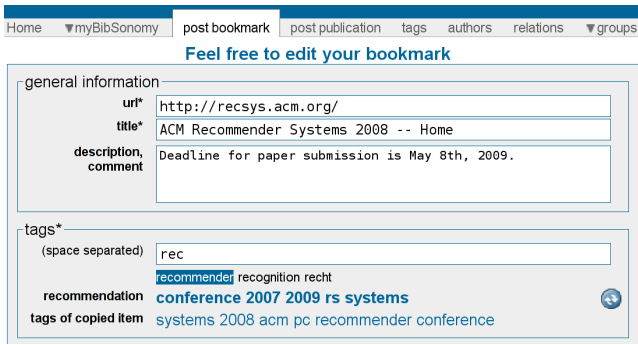 Home ▼myBibSonomy post bookmark post publication tags authors relations ▼groups
Feel free to edit your bookmark
general information
url* http://recsys.acm.org/
title* ACM Recommender Systems 2008 -- Home
description, comment Deadline for paper submission is May 8th, 2009.
tags*
(space separated) rec
recommender recognition recht
recommendation conference 2007 2009 rs systems
tags of copied item systems 2008 acm pc recommender conference